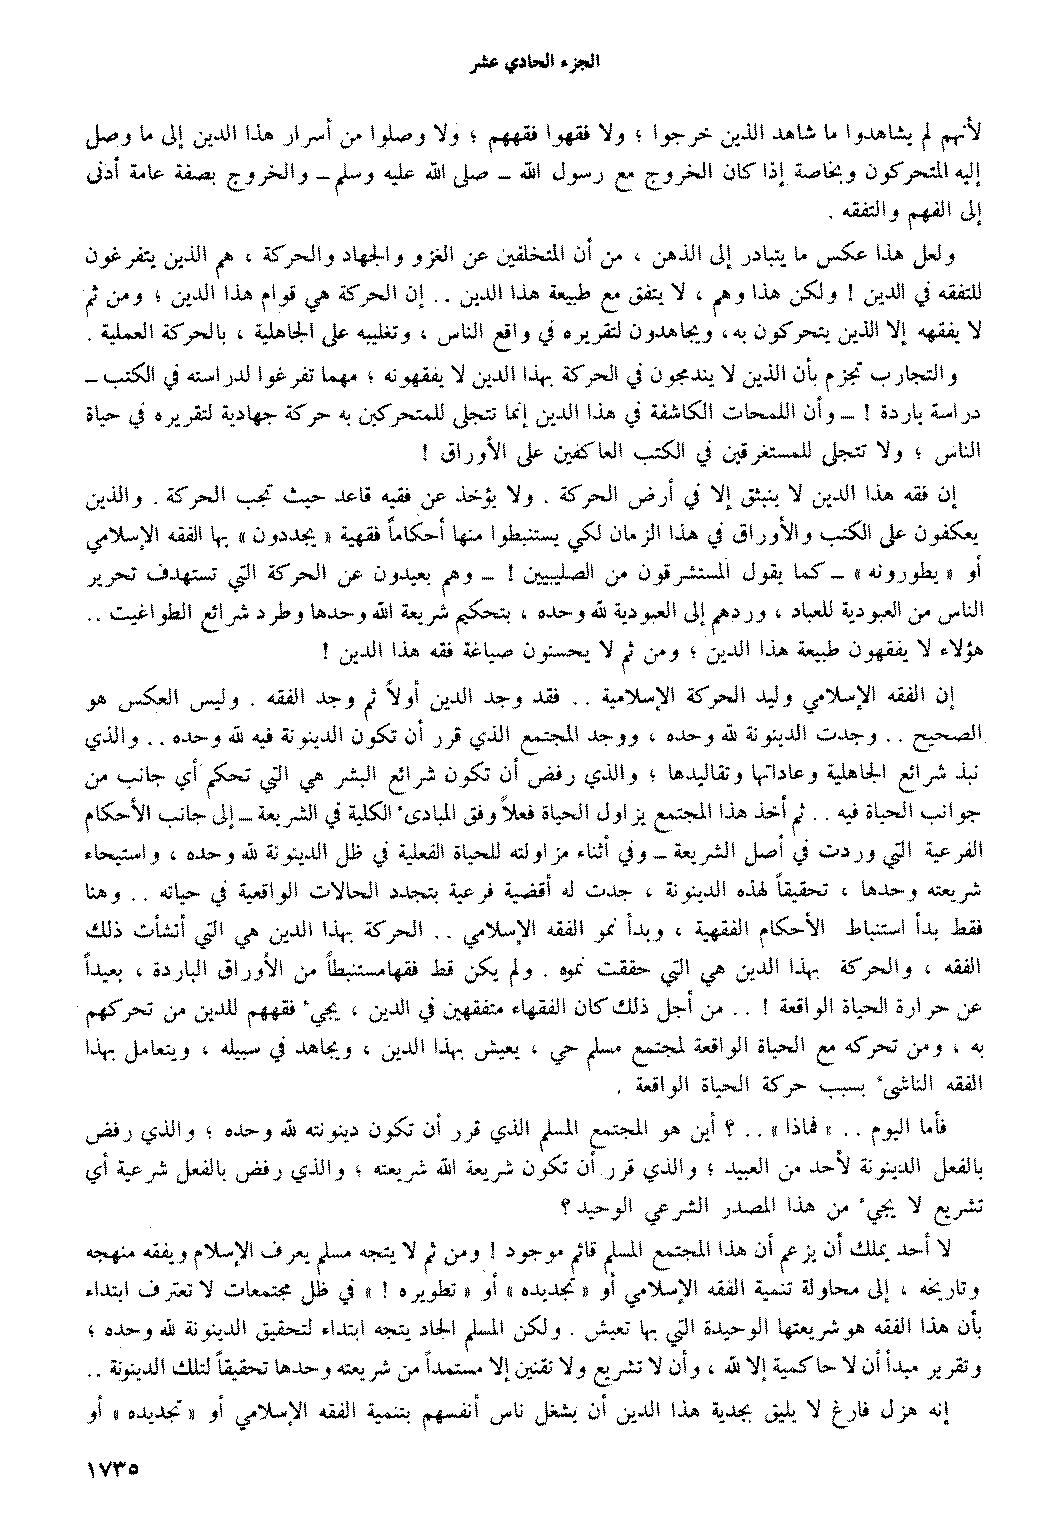 الجزء الحادي عشر
لأنهم لم يشاهدوا ما شاهد الذين خرجوا ؛ ولا فقهوا فقههم ؛ ولا وصلوا من أسرار هذا الدين إلى ما وصل
إليه المتحركون وبخاصة إذا كان الخروج مع رسول الله – صلى الله عليه وسلم – والخروج بصفة عامة أدنى
إلى الفهم والتفقه .
ولعل هذا عكس ما يتبادر إلى الذهن ، من أن المتخلفين عن الغزو والجهاد والحركة ، هم الذين يتفرغون
للتفقه في الدين ! ولكن هذا وهم ، لا يتفق مع طبيعة هذا الدين .. إن الحركة هي قوام هذا الدين ؛ ومن ثم
لا يفقهه إلا الذين يتحركون به، ويجاهدون لتقريره في واقع الناس ، وتغليبه على الجاهلية ، بالحركة العملية .
والتجارب تجزم بأن الذين لا يندمجون في الحركة بهذا الدين لا يفقهونه ؛ مهما تفرغوا لدراسته في الكتب –
دراسة باردة ! – وأن اللمحات الكاشفة في هذا الدين إنما تتجلى للمتحركين به حركة جهادية لتقريره في حياة
الناس ؛ ولا تتجلى للمستغرقين في الكتب العاكفين على الأوراق !
إن فقه هذا الدين لا ينبثق إلا في أرض الحركة . ولا يؤخذ عن فقيه قاعد حيث تجب الحركة . والذين
يعكفون على الكتب والأوراق في هذا الزمان لكي يستنبطوا منها أحكاماً فقهية « يجددون » بها الفقه الإسلامي
أو « يطورونه » – كما يقول المستشرقون من الصليبيين ! – وهم بعيدون عن الحركة التي تستهدف تحرير
الناس من العبودية للعباد ، وردهم إلى العبودية لله وحده ، بتحكيم شريعة الله وحدها وطرد شرائع الطواغيت ..
هؤلاء لا يفقهون طبيعة هذا الدين ؛ ومن ثم لا يحسنون صياغة فقه هذا الدين !
إن الفقه الإسلامي وليد الحركة الإسلامية .. فقد وجد الدين أولاً ثم وجد الفقه . وليس العكس هو
الصحيح .. وجدت الدينونة لله وحده ، ووجد المجتمع الذي قرر أن تكون الدينونة فيه لله وحده .. والذي
نبذ شرائع الجاهلية وعاداتها وتقاليدها ؛ والذي رفض أن تكون شرائع البشر هي التي تحكم أي جانب من
جوانب الحياة فيه .. ثم أخذ هذا المجتمع يزاول الحياة فعلاً وفق المبادىء الكلية في الشريعة – إلى جانب الأحكام
الفرعية التي وردت في أصل الشريعة – وفي أثناء مزاولته للحياة الفعلية في ظل الدينونة لله وحده ، واستيحاء
شريعته وحدها ، تحقيقاً لهذه الدينونة ، جدت له أقضية فرعية بتجدد الحالات الواقعية في حياته .. وهنا
فقط بدأ استنباط الأحكام الفقهية ، وبدأ نمو الفقه الإسلامي .. الحركة بهذا الدين هي التي أنشأت ذلك
الفقه ، والحركة بهذا الدين هي التي حققت نموه . ولم يكن قط فقها مستنبطاً من الأوراق الباردة ، بعيداً
عن حرارة الحياة الواقعة ! .. من أجل ذلك كان الفقهاء متفقهين في الدين ، يجيء فقههم للدين من تحركهم
به ، ومن تحركه مع الحياة الواقعة لمجتمع مسلم حي ، يعيش بهذا الدين ، ويجاهد في سبيله ، ويتعامل بهذا
الفقه الناشىء بسبب حركة الحياة الواقعة .
فأما اليوم .. « فماذا » .. ؟ أين هو المجتمع المسلم الذي قرر أن تكون دينونته لله وحده ؛ والذي رفض
بالفعل الدينونة لأحد من العبيد ؛ والذي قرر أن تكون شريعة الله شريعته ؛ والذي رفض بالفعل شرعية أي
تشريع لا يجيء من هذا المصدر الشرعي الوحيد ؟
لا أحد يملك أن يزعم أن هذا المجتمع المسلم قائم موجود ! ومن ثم لا يتجه مسلم يعرف الإسلام ويفقه منهجه
وتاريخه ، إلى محاولة تنمية الفقه الإسلامي أو « تجديده » أو « تطويره ! » في ظل مجتمعات لا تعترف ابتداء
بأن هذا الفقه هو شريعتها الوحيدة التي بها تعيش . ولكن المسلم الجاد يتجه ابتداء لتحقيق الدينونة لله وحده ؛
وتقرير مبدأ أن لا حاكمية إلا لله ، وأن لا تشريع ولا تقنين إلا مستمداً من شريعته وحدها تحقيقاً لتلك الدينونة ..
إنه هزل فارغ لا يليق بجدية هذا الدين أن يشغل ناس أنفسهم بتنمية الفقه الإسلامي أو « تجديده » أو
١٧٣٥